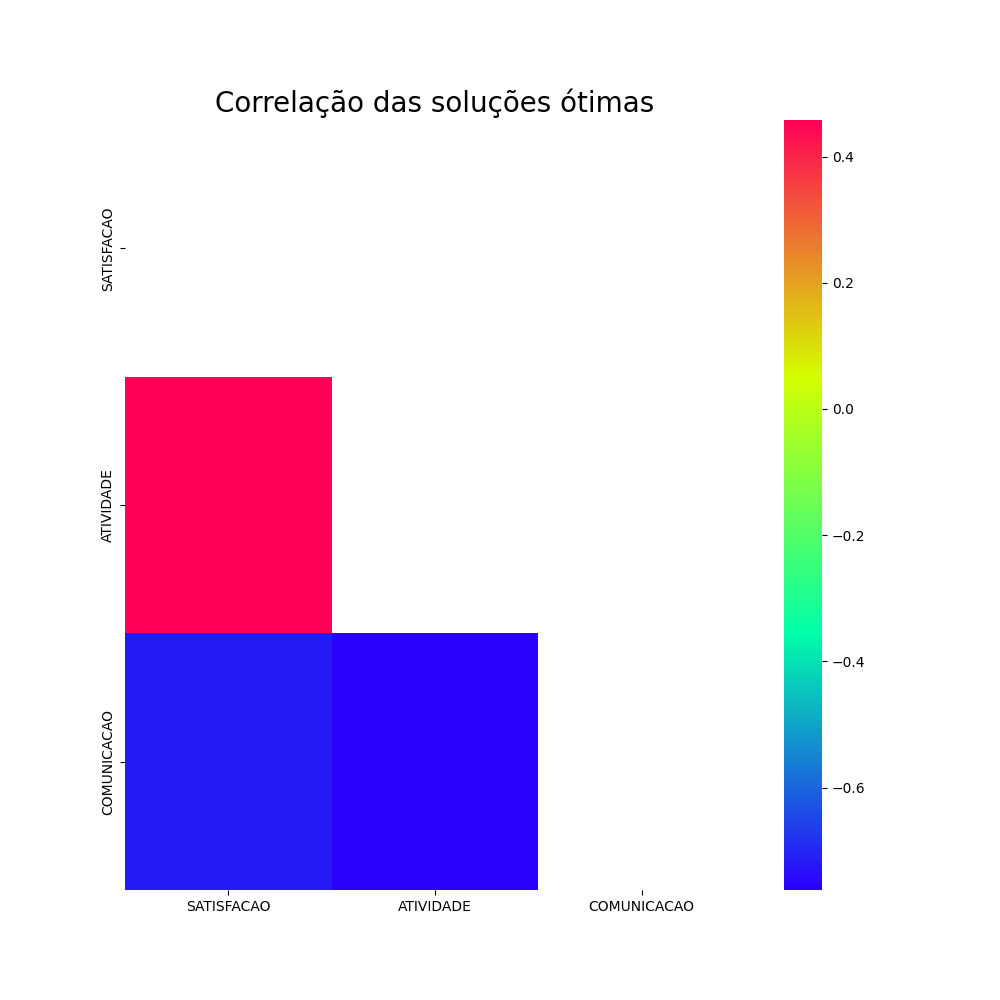 Correlação das soluções ótimas
SATISFACAO
ATIVIDADE
COMUNICACAO
SATISFACAO
ATIVIDADE
COMUNICACAO
0.4
0.2
0.0
−0.2
−0.4
−0.6